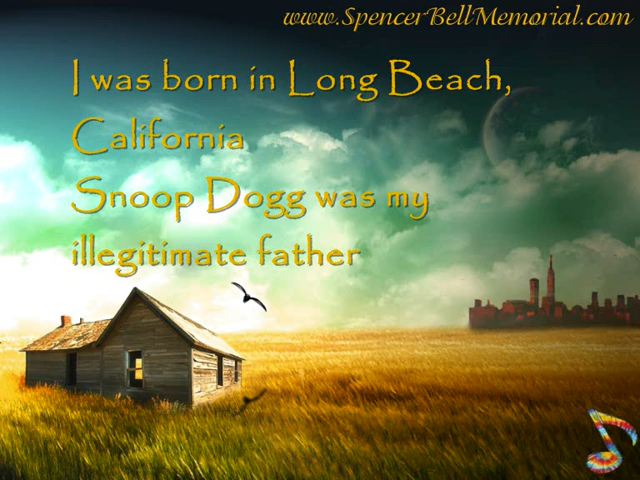 www.SpencerBellMemorial.com
I was born in Long Beach,
California
Snoop Dogg was my
illegitimate father